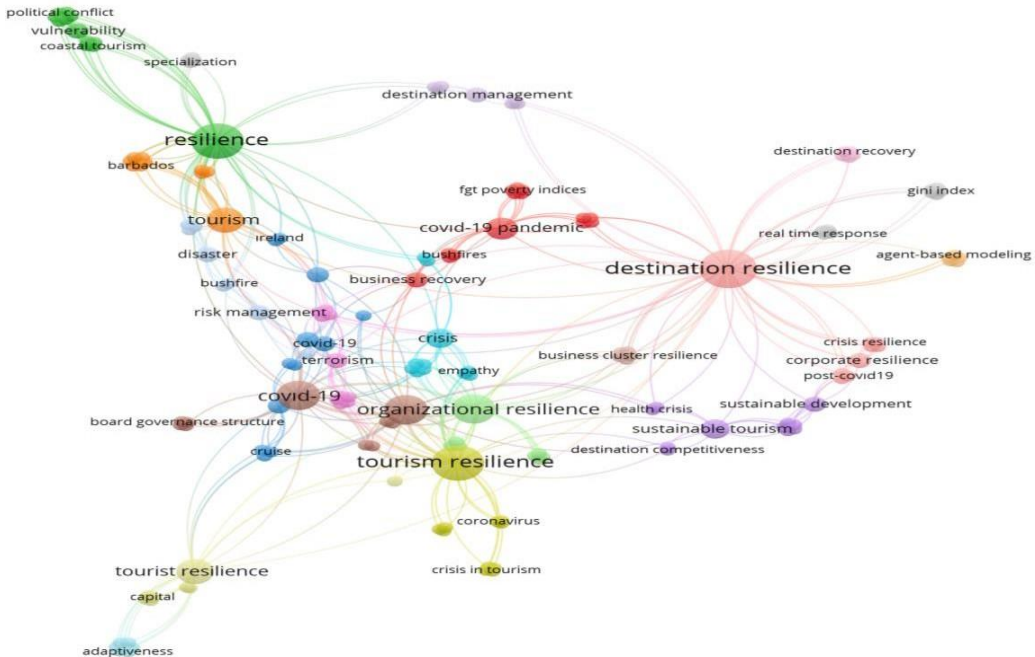 political conflict
vulnerability
coastal tourism
specialization
destination management
resilience
destination recovery
barbados
fgt poverty indices
gini index
tourism
covid-19 pandemic
real time response
ireland
disaster
bushfires
agent-based modeling
destination resilience
bushfire
business recovery
risk management
covid-19
crisis
crisis resilience
terrorism
empathy
business cluster resilience
corporate resilience
post-covid19
covid-19
organizational resilience
health crisis
sustainable development
board governance structure
sustainable tourism
cruise
destination competitiveness
tourism resilience
coronavirus
tourist resilience
crisis in tourism
capital
adaptiveness